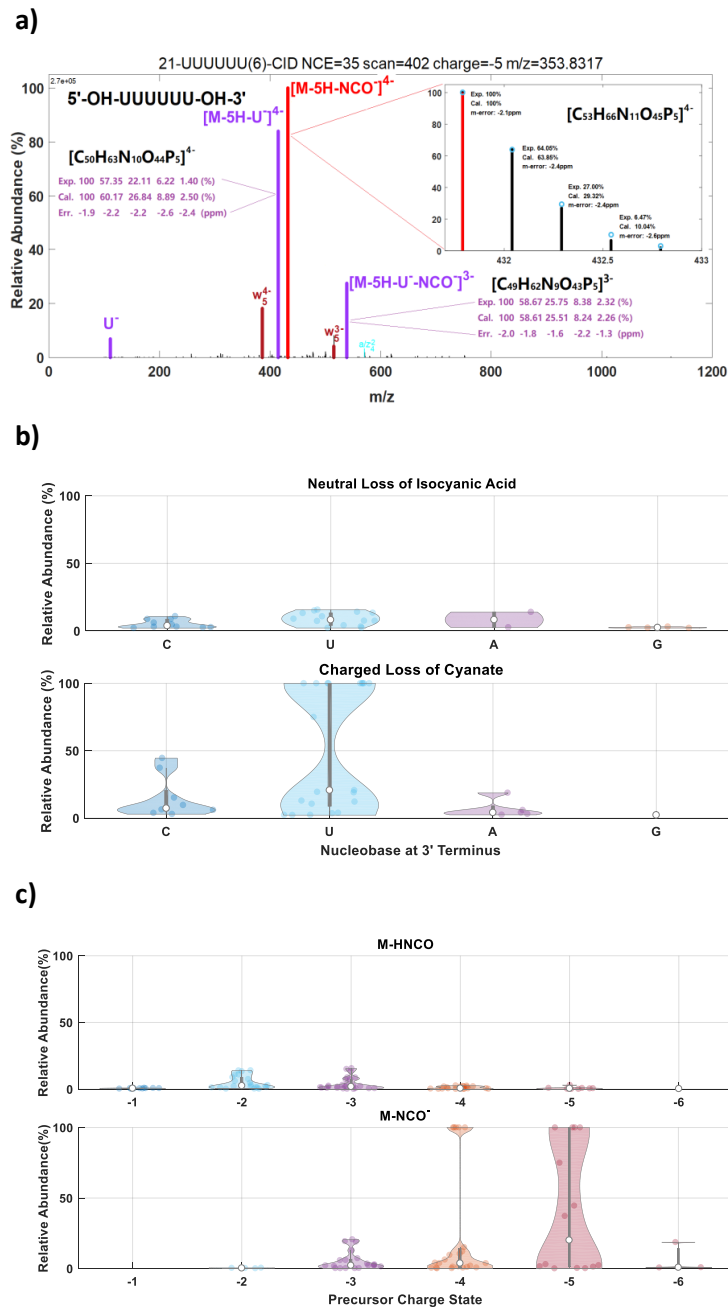 a)
21-UUUUUU(6)-CID NCE=35 scan=402 charge=-5 m/z=353.8317
2.7e+05
5'-OH-UUUUUU-OH-3'
[M-5H-NCO⁻]⁴⁻
[M-5H-U⁻]⁴⁻
[C₅₀H₆₃N₁₀O₄₄P₅]⁴⁻
Exp. 100 57.35 22.11 6.22 1.40 (%)
Cal. 100 60.17 26.84 8.89 2.50 (%)
Err. -1.9 -2.2 -2.2 -2.6 -2.4 (ppm)
[C₅₃H₆₆N₁₁O₄₅P₅]⁴⁻
Exp. 100%
Cal. 100%
m-error: -2.1ppm
Exp. 64.05%
Cal. 63.85%
m-error: -2.4ppm
Exp. 27.00%
Cal. 29.32%
m-error: -2.4ppm
Exp. 6.47%
Cal. 10.04%
m-error: -2.6ppm
100
80
60
40
20
0
432
432.5
433
[M-5H-U⁻-NCO⁻]³⁻
[C₄₉H₆₂N₉O₄₃P₅]³⁻
Exp. 100 58.67 25.75 8.38 2.32 (%)
Cal. 100 58.61 25.51 8.24 2.26 (%)
Err. -2.0 -1.8 -1.6 -2.2 -1.3 (ppm)
U⁻
w₅⁴⁻
w₅³⁻
Relative Abundance (%)
100
80
60
40
20
0
0 200 400 600 800 1000 1200
m/z
b)
Neutral Loss of Isocyanic Acid
Relative Abundance (%)
100
50
0
C U A G
Charged Loss of Cyanate
Relative Abundance (%)
100
50
0
C U A G
Nucleobase at 3' Terminus
c)
M-HNCO
Relative Abundance(%)
100
50
0
-1 -2 -3 -4 -5 -6
M-NCO⁻
Relative Abundance(%)
100
50
0
-1 -2 -3 -4 -5 -6
Precursor Charge State